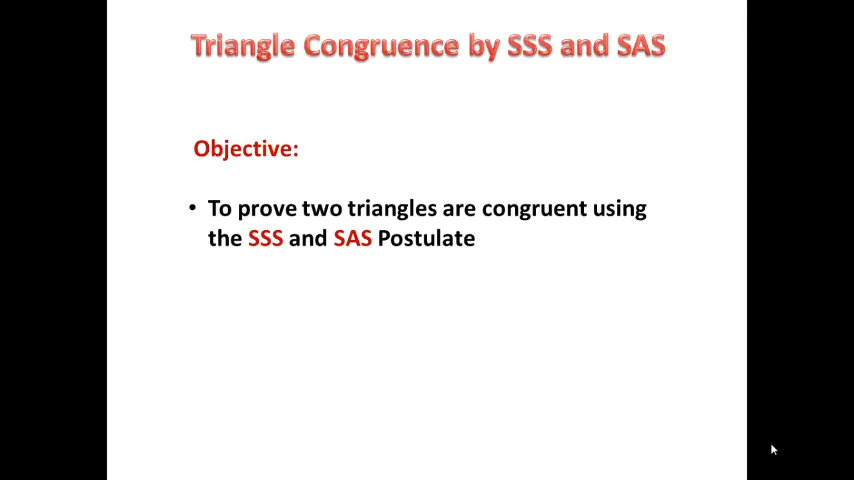 Triangle Congruence by SSS and SAS
Objective:
• To prove two triangles are congruent using
the SSS and SAS Postulate